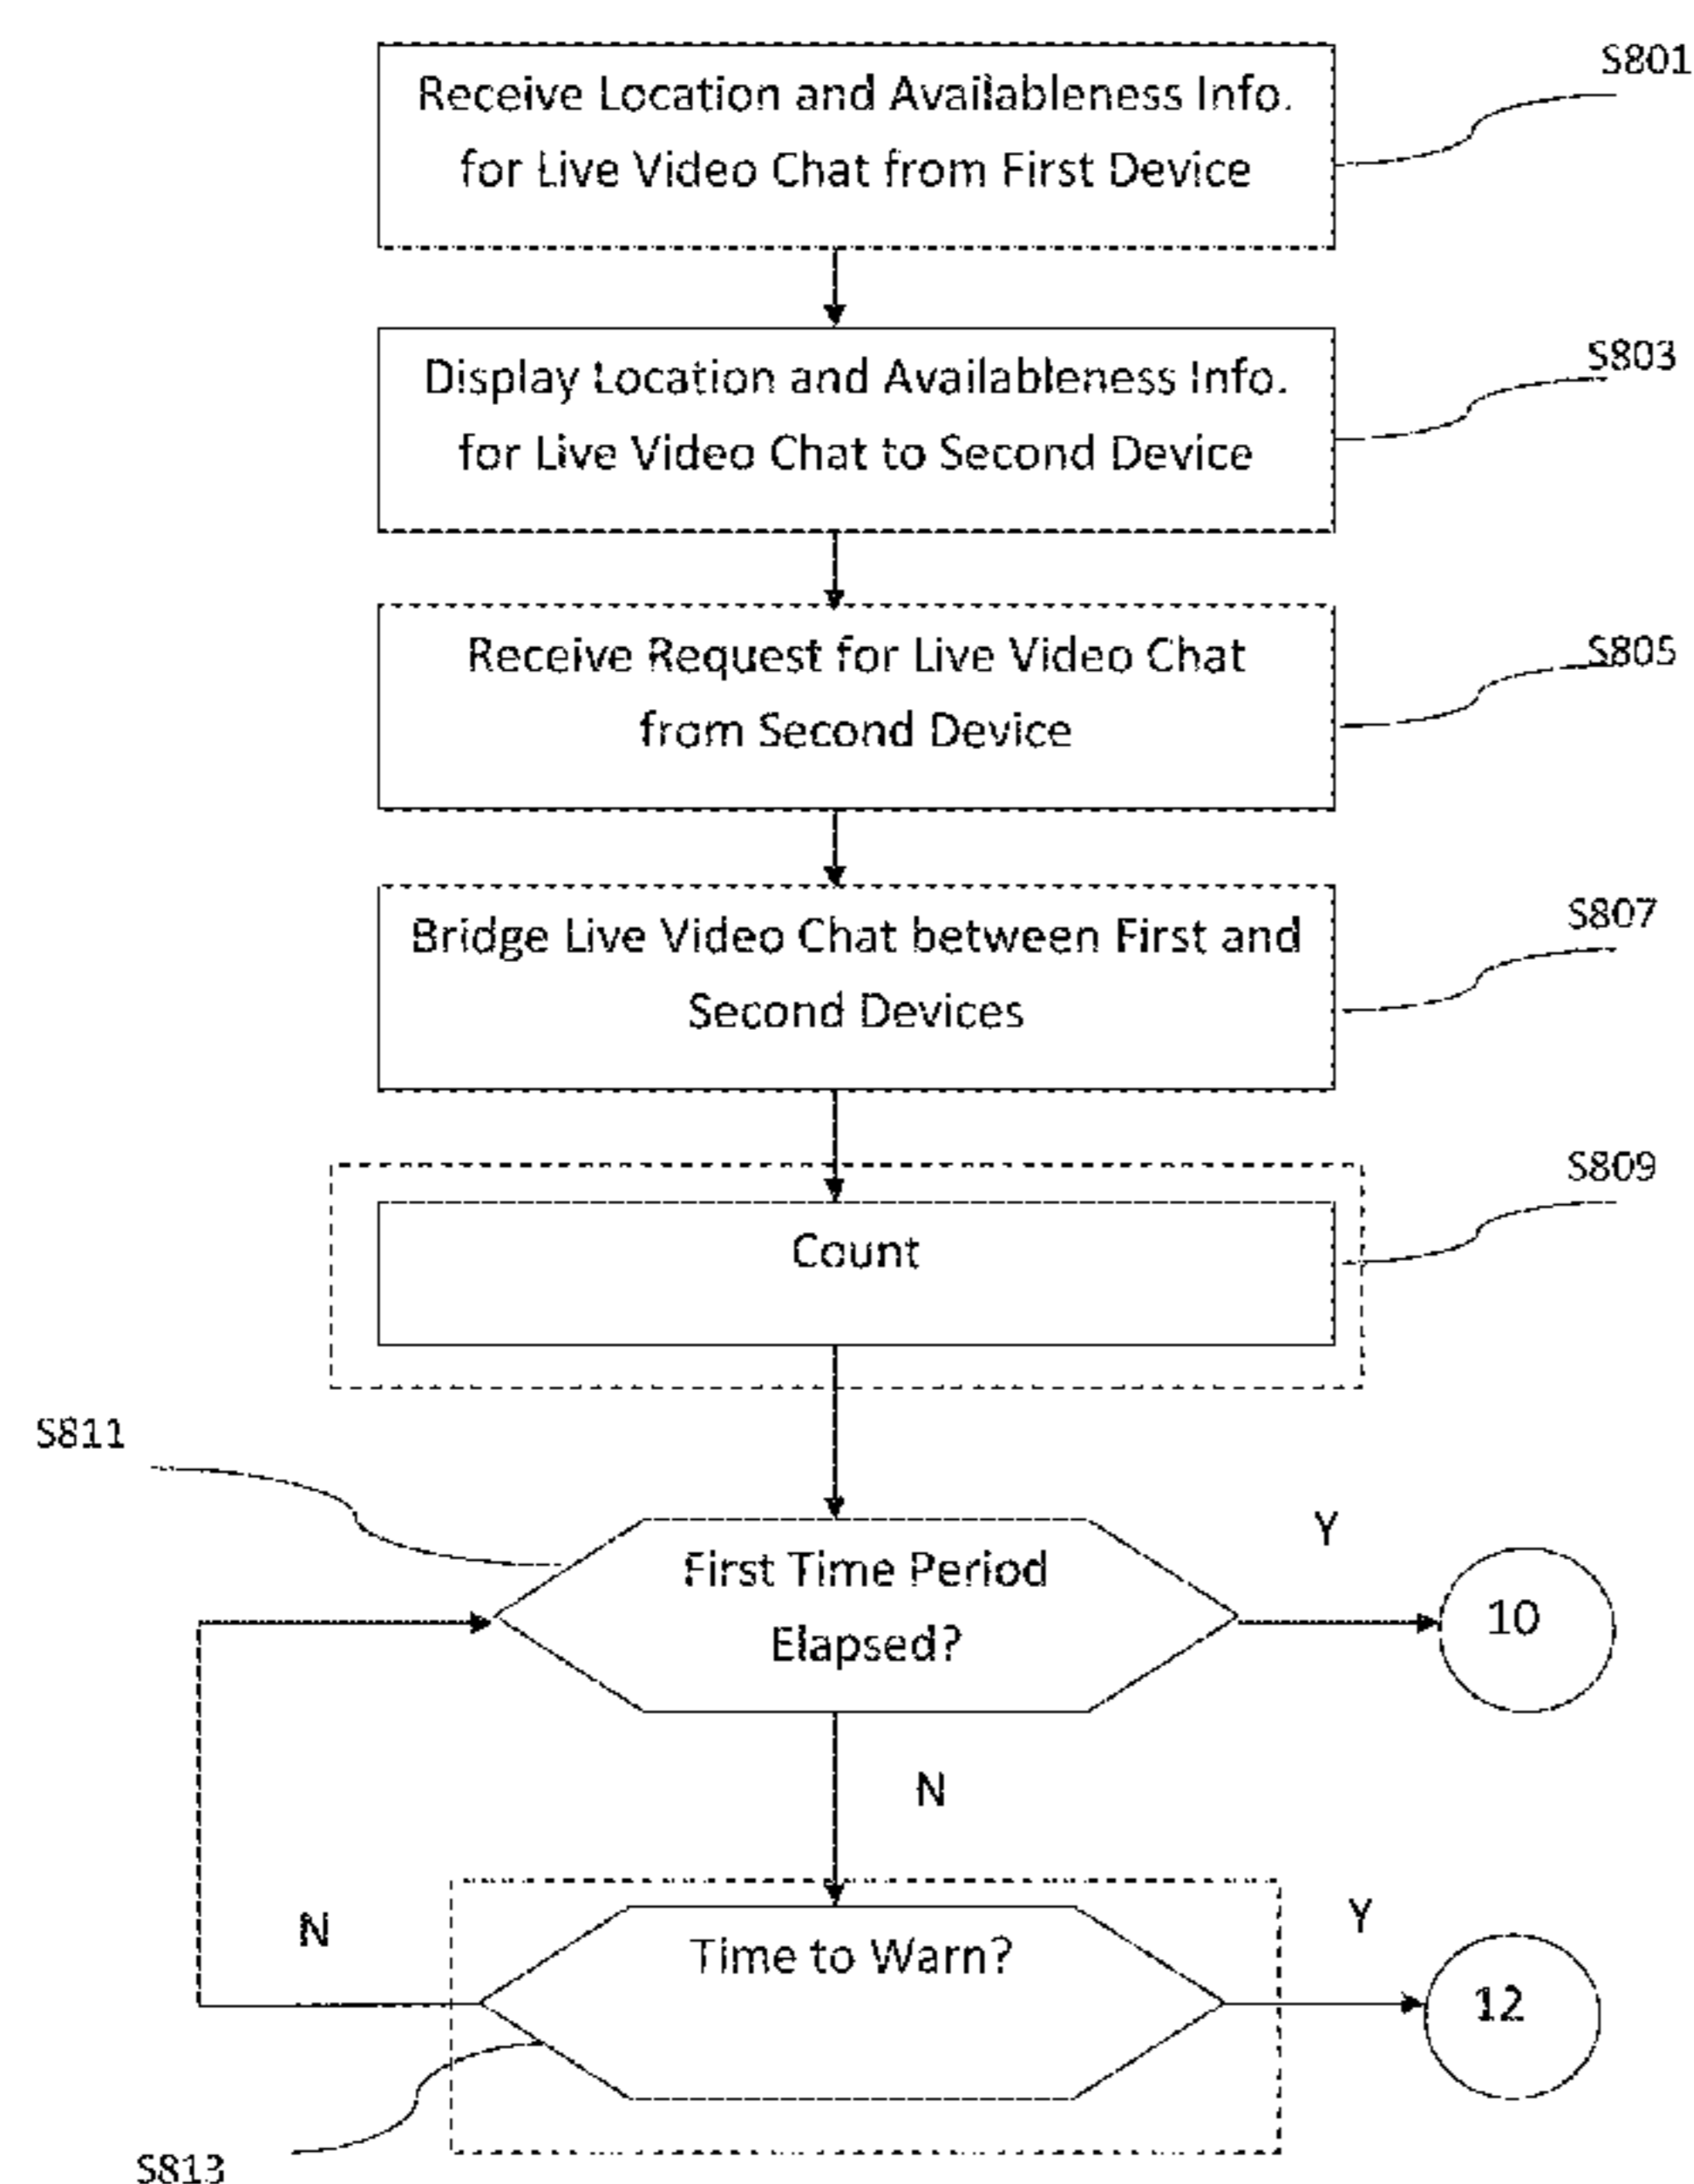 S801
Receive Location and Availableness Info.
for Live Video Chat from First Device
S803
Display Location and Availableness Info.
for Live Video Chat to Second Device
S805
Receive Request for Live Video Chat
from Second Device
S807
Bridge Live Video Chat between First and
Second Devices
S809
Count
S811
First Time Period
Elapsed?
Y
10
N
Time to Warn?
N
Y
12
S813